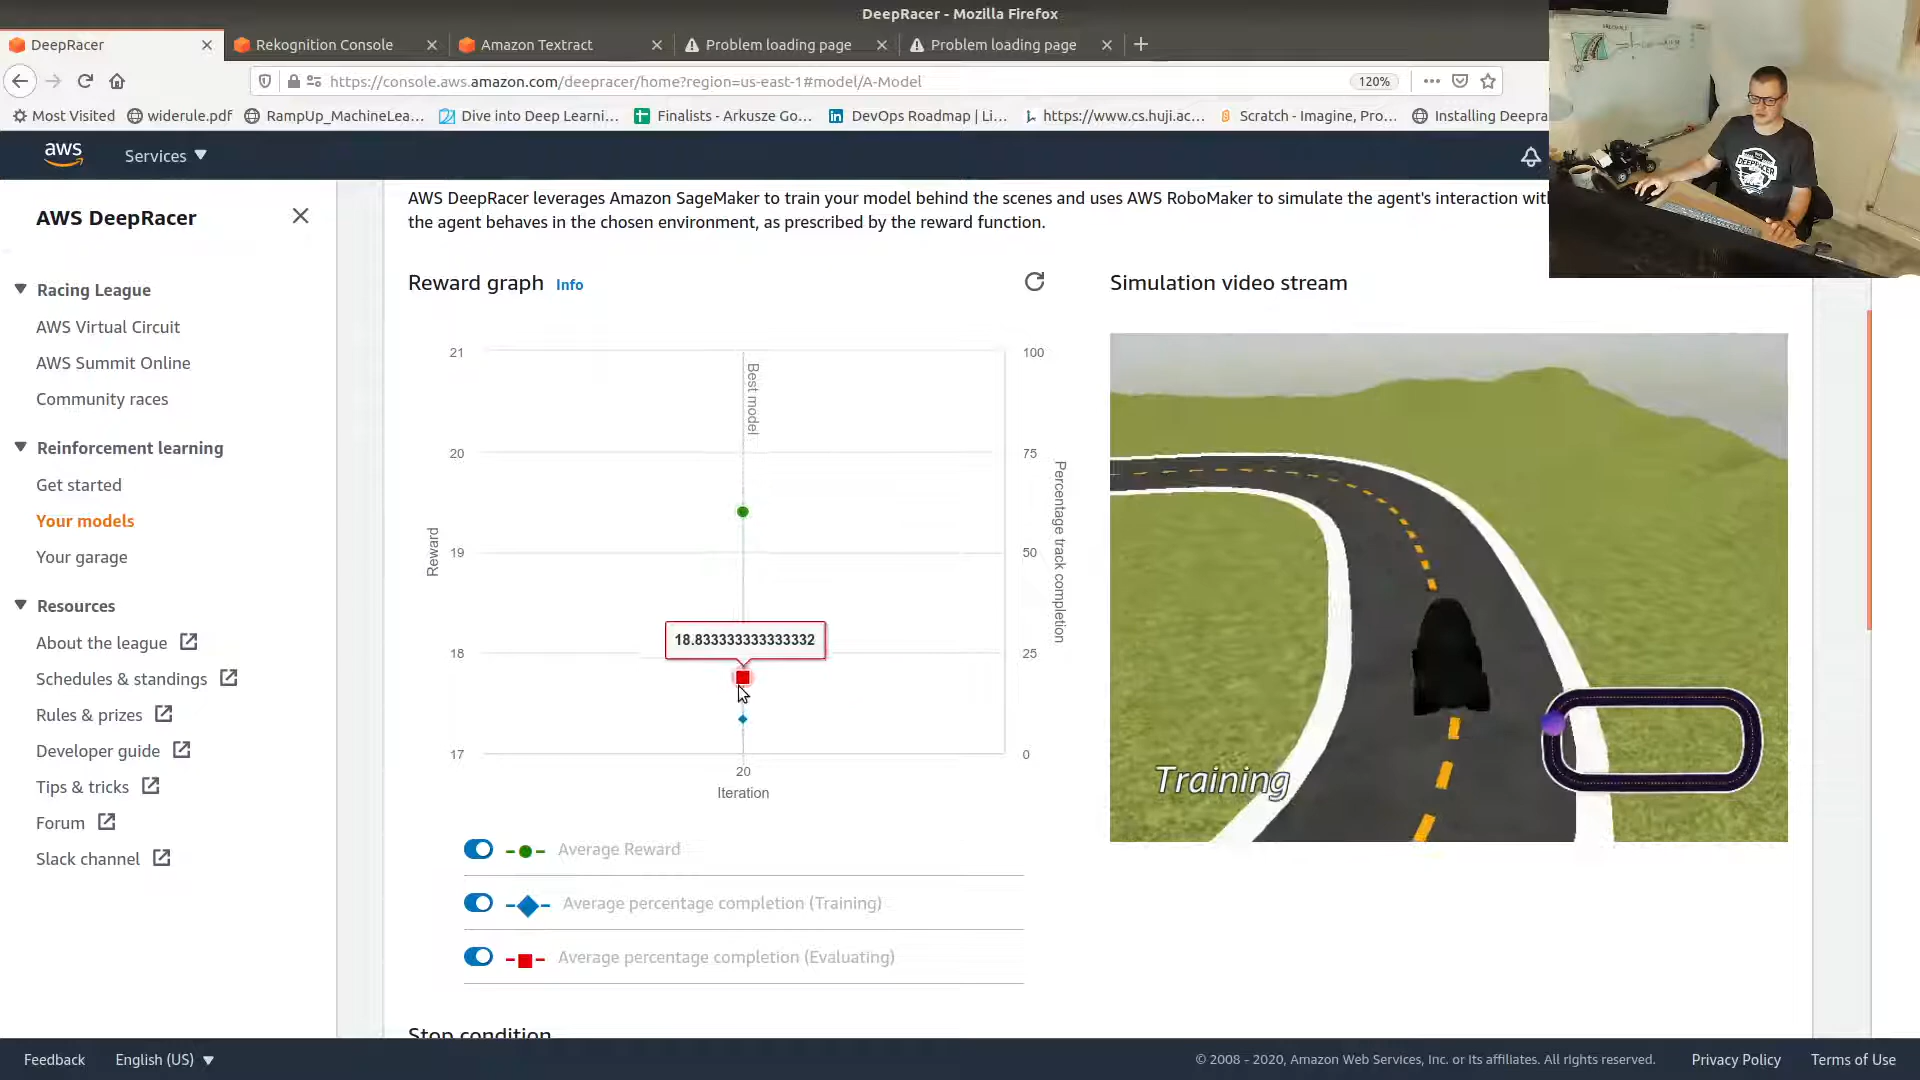 DeepRacer - Mozilla Firefox
DeepRacer
Rekognition Console
Amazon Textract
Problem loading page
Problem loading page
https://console.aws.amazon.com/deepracer/home?region=us-east-1#model/A-Model
120%
Most Visited
widerule.pdf
RampUp_MachineLea...
Dive into Deep Learni...
Finalists - Arkusze Go...
DevOps Roadmap | Li...
https://www.cs.huji.ac...
Scratch - Imagine, Pro...
Installing Deepra
aws
Services
AWS DeepRacer
Racing League
AWS Virtual Circuit
AWS Summit Online
Community races
Reinforcement learning
Get started
Your models
Your garage
Resources
About the league
Schedules & standings
Rules & prizes
Developer guide
Tips & tricks
Forum
Slack channel
AWS DeepRacer leverages Amazon SageMaker to train your model behind the scenes and uses AWS RoboMaker to simulate the agent's interaction wit
the agent behaves in the chosen environment, as prescribed by the reward function.
Reward graph Info
21
20
19
18
17
Reward
Best model
18.833333333333332
100
75
50
25
0
Percentage track completion
20
Iteration
Average Reward
Average percentage completion (Training)
Average percentage completion (Evaluating)
Stop condition
Simulation video stream
Training
DEEPRACER
Feedback
English (US)
© 2008 - 2020, Amazon Web Services, Inc. or its affiliates. All rights reserved.
Privacy Policy
Terms of Use